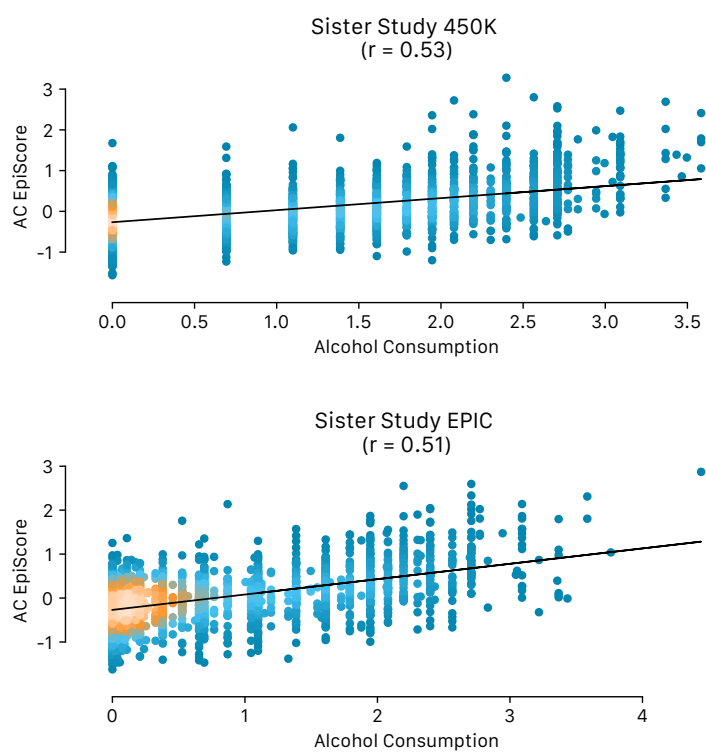 Sister Study 450K
(r = 0.53)
3
2
1
0
-1
AC EpiScore
0.0 0.5 1.0 1.5 2.0 2.5 3.0 3.5
Alcohol Consumption
Sister Study EPIC
(r = 0.51)
3
2
1
0
-1
AC EpiScore
0 1 2 3 4
Alcohol Consumption